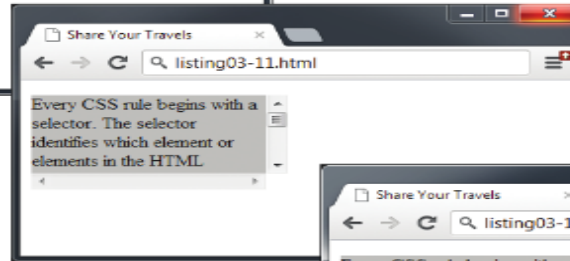 Share Your Travels
listing03-11.html
Every CSS rule begins with a
selector. The selector
identifies which element or
elements in the HTML
Share Your Travels
listing03-1